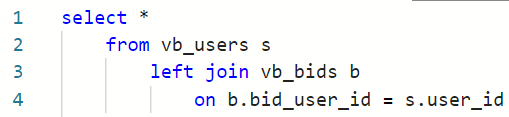 1 select *
2 from vb_users s
3 left join vb_bids b
4 on b.bid_user_id = s.user_id